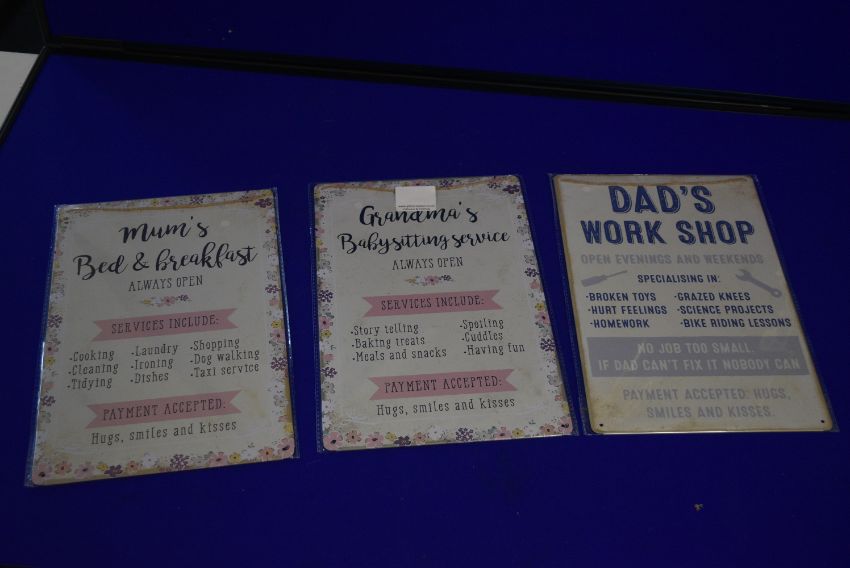 Mum's
Bed & breakfast
ALWAYS OPEN
SERVICES INCLUDE:
·Cooking ·Laundry ·Shopping
·Cleaning ·Ironing ·Dog walking
·Tidying ·Dishes ·Taxi service
PAYMENT ACCEPTED:
Hugs, smiles and kisses
Grandma's
Babysitting service
ALWAYS OPEN
SERVICES INCLUDE:
·Story telling ·Spoiling
·Baking treats ·Cuddles
·Meals and snacks ·Having fun
PAYMENT ACCEPTED:
Hugs, smiles and kisses
DAD'S
WORK SHOP
OPEN EVENINGS AND WEEKENDS
SPECIALISING IN:
·BROKEN TOYS ·GRAZED KNEES
·HURT FEELINGS ·SCIENCE PROJECTS
·HOMEWORK ·BIKE RIDING LESSONS
NO JOB TOO SMALL.
IF DAD CAN'T FIX IT NOBODY CAN
PAYMENT ACCEPTED: HUGS,
SMILES AND KISSES.